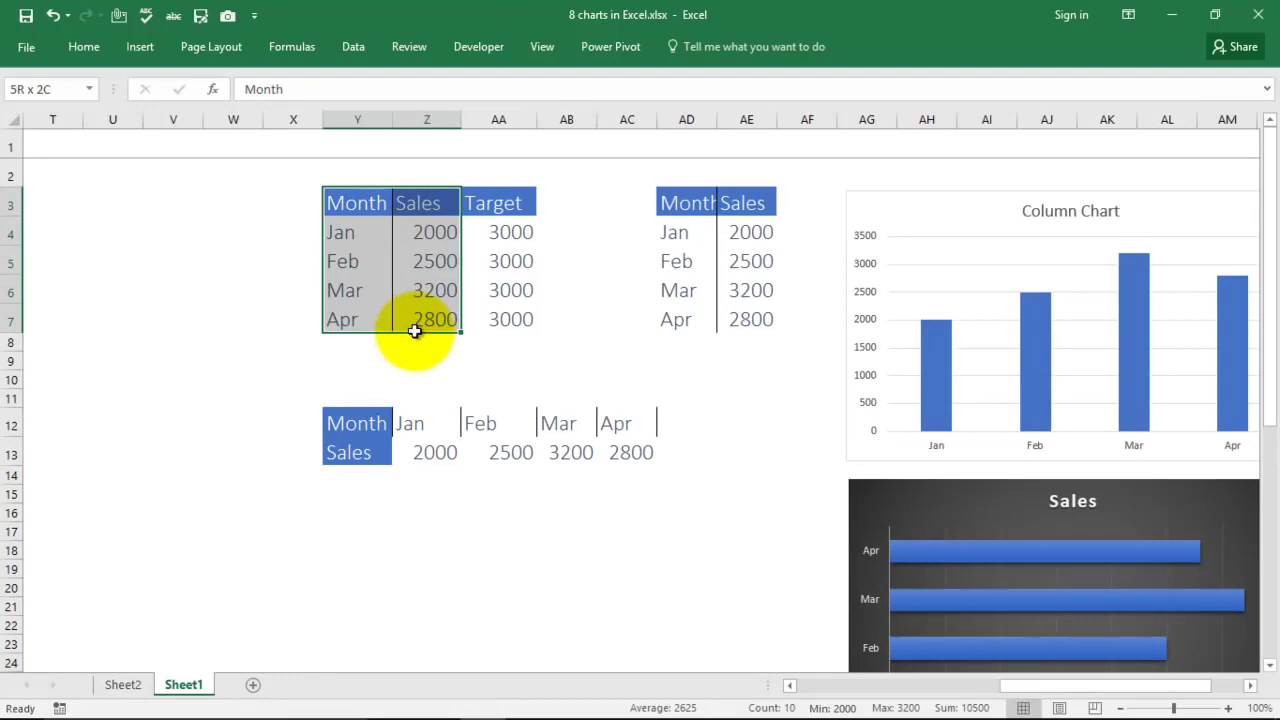 8 charts in Excel.xlsx - Excel
Sign in
File Home Insert Page Layout Formulas Data Review Developer View Power Pivot Tell me what you want to do Share
5R x 2C fx Month
T U V W X Y Z AA AB AC AD AE AF AG AH AI AJ AK AL AM
1
2
3 Month Sales Target Month Sales
4 Jan 2000 3000 Jan 2000
5 Feb 2500 3000 Feb 2500
6 Mar 3200 3000 Mar 3200
7 Apr 2800 3000 Apr 2800
8
9
10
11
12 Month Jan Feb Mar Apr
13 Sales 2000 2500 3200 2800
14
15
16
17
18
19
20
21
22
23
24
Column Chart
3500
3000
2500
2000
1500
1000
500
0
Jan Feb Mar Apr
Sales
Apr
Mar
Feb
Sheet2 Sheet1
Ready Average: 2625 Count: 10 Min: 2000 Max: 3200 Sum: 10500 100%